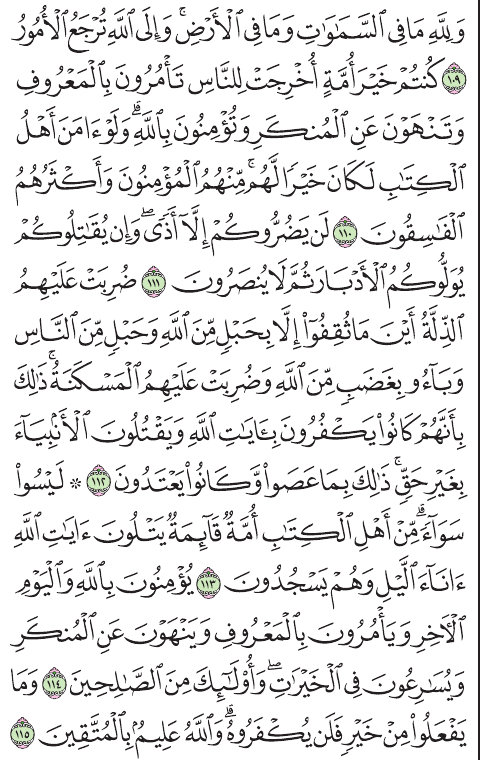 وَلِلَّهِ مَا فِي ٱلسَّمَٰوَٰتِ وَمَا فِي ٱلْأَرْضِ ۚ وَإِلَى ٱللَّهِ تُرْجَعُ ٱلْأُمُورُ
١٠٩ كُنتُمْ خَيْرَ أُمَّةٍ أُخْرِجَتْ لِلنَّاسِ تَأْمُرُونَ بِٱلْمَعْرُوفِ
وَتَنْهَوْنَ عَنِ ٱلْمُنكَرِ وَتُؤْمِنُونَ بِٱللَّهِ ۗ وَلَوْ ءَامَنَ أَهْلُ
ٱلْكِتَٰبِ لَكَانَ خَيْرًا لَّهُم ۚ مِّنْهُمُ ٱلْمُؤْمِنُونَ وَأَكْثَرُهُمُ
ٱلْفَٰسِقُونَ ١١٠ لَن يَضُرُّوكُمْ إِلَّآ أَذًى ۖ وَإِن يُقَٰتِلُوكُمْ
يُوَلُّوكُمُ ٱلْأَدْبَارَ ثُمَّ لَا يُنصَرُونَ ١١١ ضُرِبَتْ عَلَيْهِمُ
ٱلذِّلَّةُ أَيْنَ مَا ثُقِفُوٓا۟ إِلَّا بِحَبْلٍ مِّنَ ٱللَّهِ وَحَبْلٍ مِّنَ ٱلنَّاسِ
وَبَآءُو بِغَضَبٍ مِّنَ ٱللَّهِ وَضُرِبَتْ عَلَيْهِمُ ٱلْمَسْكَنَةُ ۚ ذَٰلِكَ
بِأَنَّهُمْ كَانُوا۟ يَكْفُرُونَ بِـَٔايَٰتِ ٱللَّهِ وَيَقْتُلُونَ ٱلْأَنۢبِيَآءَ
بِغَيْرِ حَقٍّ ۚ ذَٰلِكَ بِمَا عَصَوا۟ وَّكَانُوا۟ يَعْتَدُونَ ١١٢ ۞ لَيْسُوا۟
سَوَآءً ۗ مِّنْ أَهْلِ ٱلْكِتَٰبِ أُمَّةٌ قَآئِمَةٌ يَتْلُونَ ءَايَٰتِ ٱللَّهِ
ءَانَآءَ ٱلَّيْلِ وَهُمْ يَسْجُدُونَ ١١٣ يُؤْمِنُونَ بِٱللَّهِ وَٱلْيَوْمِ
ٱلْـَٔاخِرِ وَيَأْمُرُونَ بِٱلْمَعْرُوفِ وَيَنْهَوْنَ عَنِ ٱلْمُنكَرِ
وَيُسَٰرِعُونَ فِي ٱلْخَيْرَٰتِ ۖ وَأُو۟لَٰٓئِكَ مِنَ ٱلصَّٰلِحِينَ ١١٤ وَمَا
يَفْعَلُوا۟ مِنْ خَيْرٍ فَلَن يُكْفَرُوهُ ۗ وَٱللَّهُ عَلِيمٌۢ بِٱلْمُتَّقِينَ ١١٥